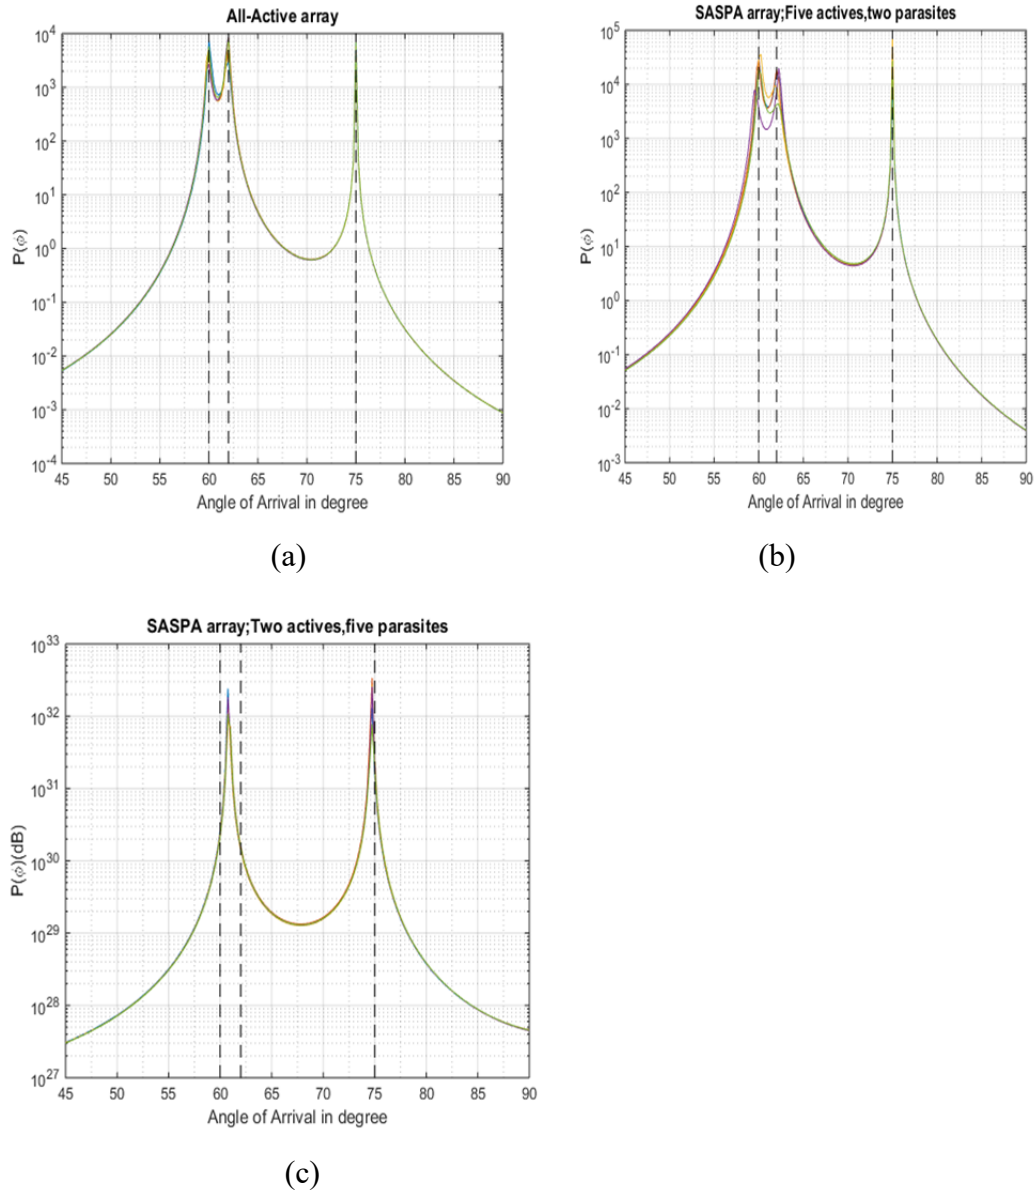 All-Active array
P(ϕ)
10^4
10^3
10^2
10^1
10^0
10^-1
10^-2
10^-3
10^-4
45 50 55 60 65 70 75 80 85 90
Angle of Arrival in degree
(a)
SASPA array;Five actives,two parasites
P(ϕ)
10^5
10^4
10^3
10^2
10^1
10^0
10^-1
10^-2
10^-3
45 50 55 60 65 70 75 80 85 90
Angle of Arrival in degree
(b)
SASPA array;Two actives,five parasites
P(ϕ)(dB)
10^33
10^32
10^31
10^30
10^29
10^28
10^27
45 50 55 60 65 70 75 80 85 90
Angle of Arrival in degree
(c)